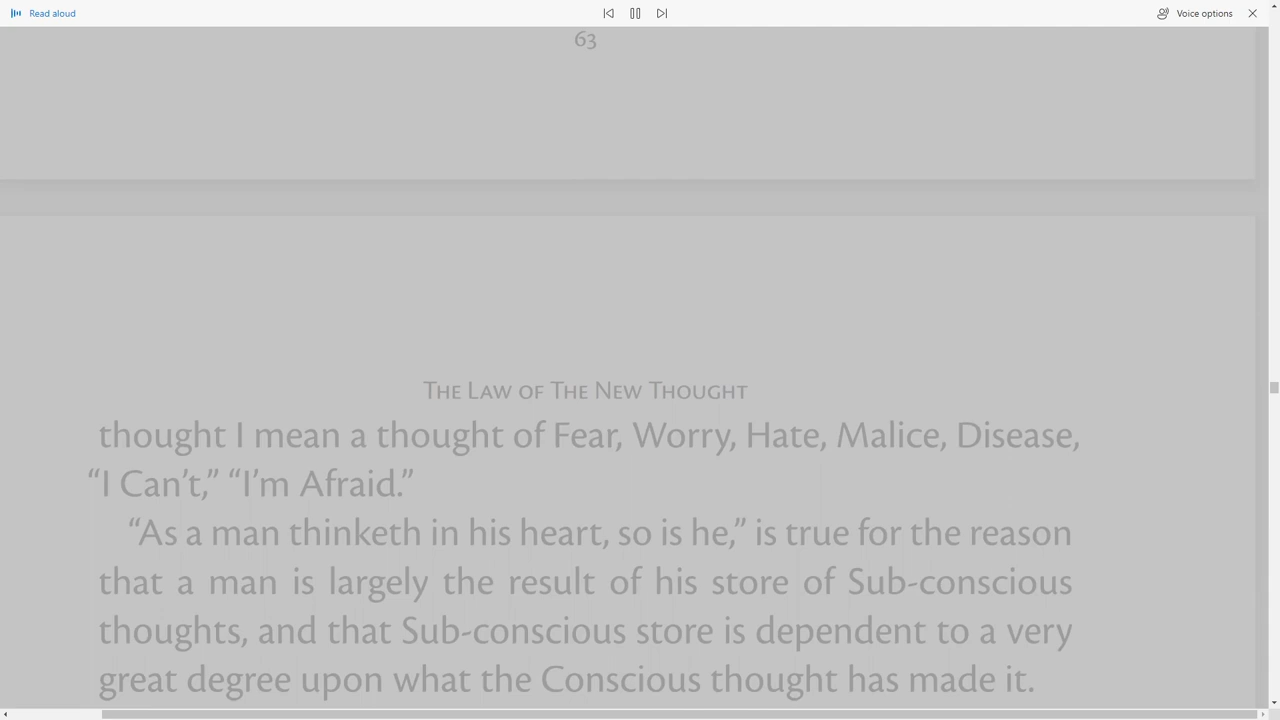 Read aloud
Voice options
63
The Law of The New Thought
thought I mean a thought of Fear, Worry, Hate, Malice, Disease,
“I Can’t,” “I’m Afraid.”
“As a man thinketh in his heart, so is he,” is true for the reason
that a man is largely the result of his store of Sub-conscious
thoughts, and that Sub-conscious store is dependent to a very
great degree upon what the Conscious thought has made it.